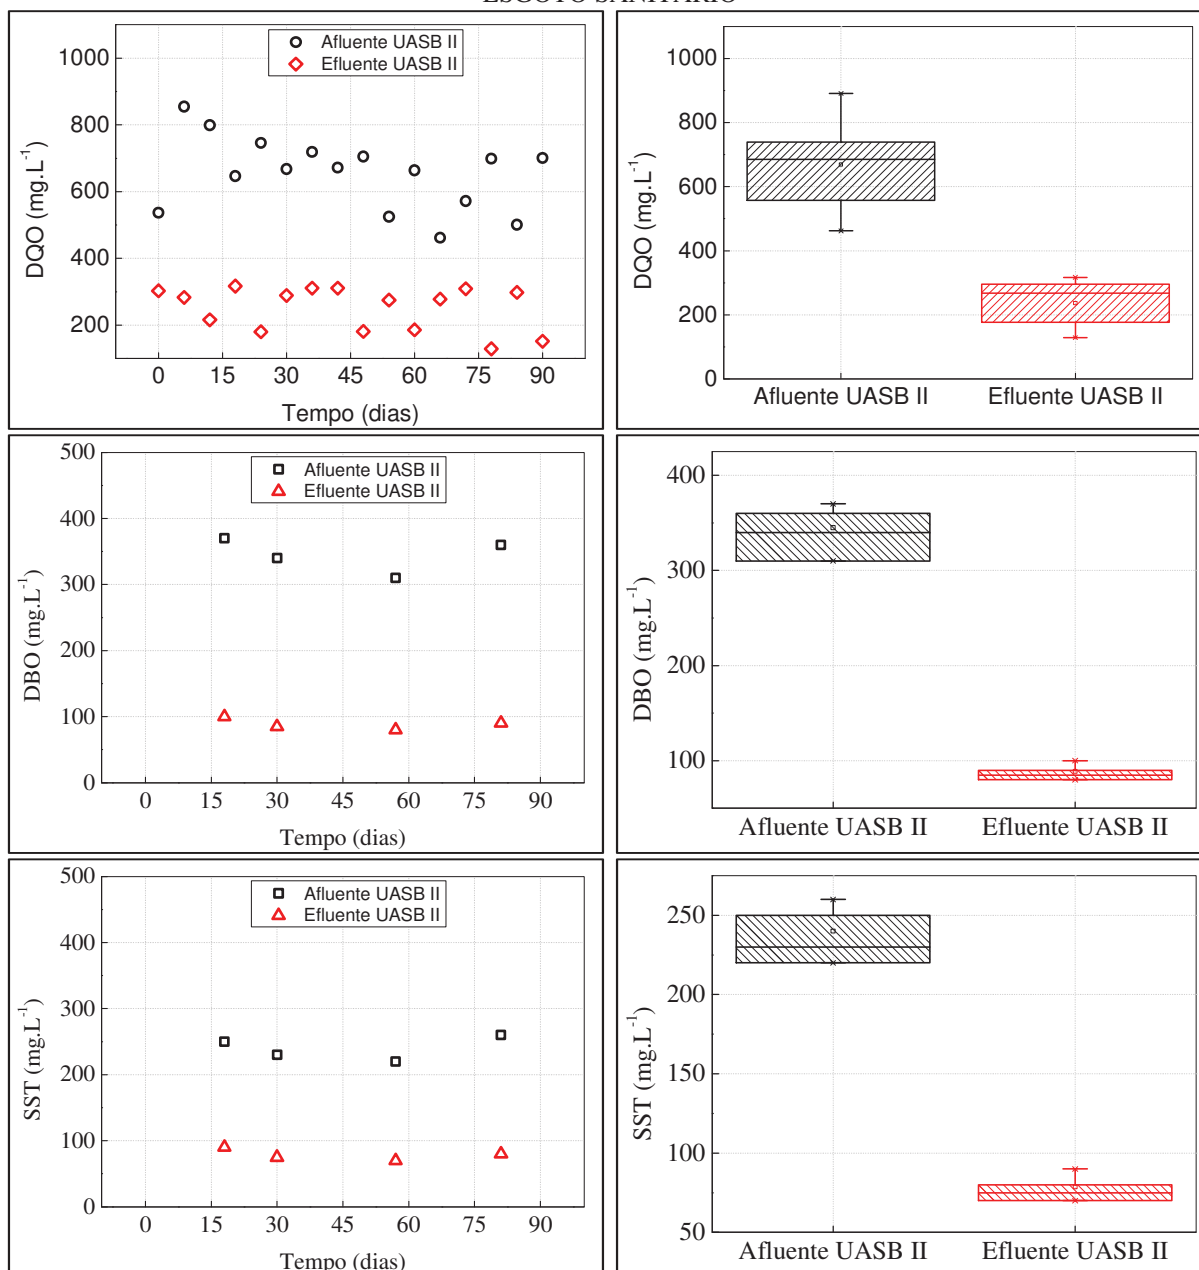 ESGOTO SANITÁRIO
Afluente UASB II
Efluente UASB II
1000
800
600
400
200
DQO (mg.L-1)
0 15 30 45 60 75 90
Tempo (dias)
1000
800
600
400
200
0
DQO (mg.L-1)
Afluente UASB II Efluente UASB II
Afluente UASB II
Efluente UASB II
500
400
300
200
100
0
DBO (mg.L-1)
0 15 30 45 60 75 90
Tempo (dias)
400
300
200
100
DBO (mg.L-1)
Afluente UASB II Efluente UASB II
Afluente UASB II
Efluente UASB II
500
400
300
200
100
0
SST (mg.L-1)
0 15 30 45 60 75 90
Tempo (dias)
250
200
150
100
50
SST (mg.L-1)
Afluente UASB II Efluente UASB II